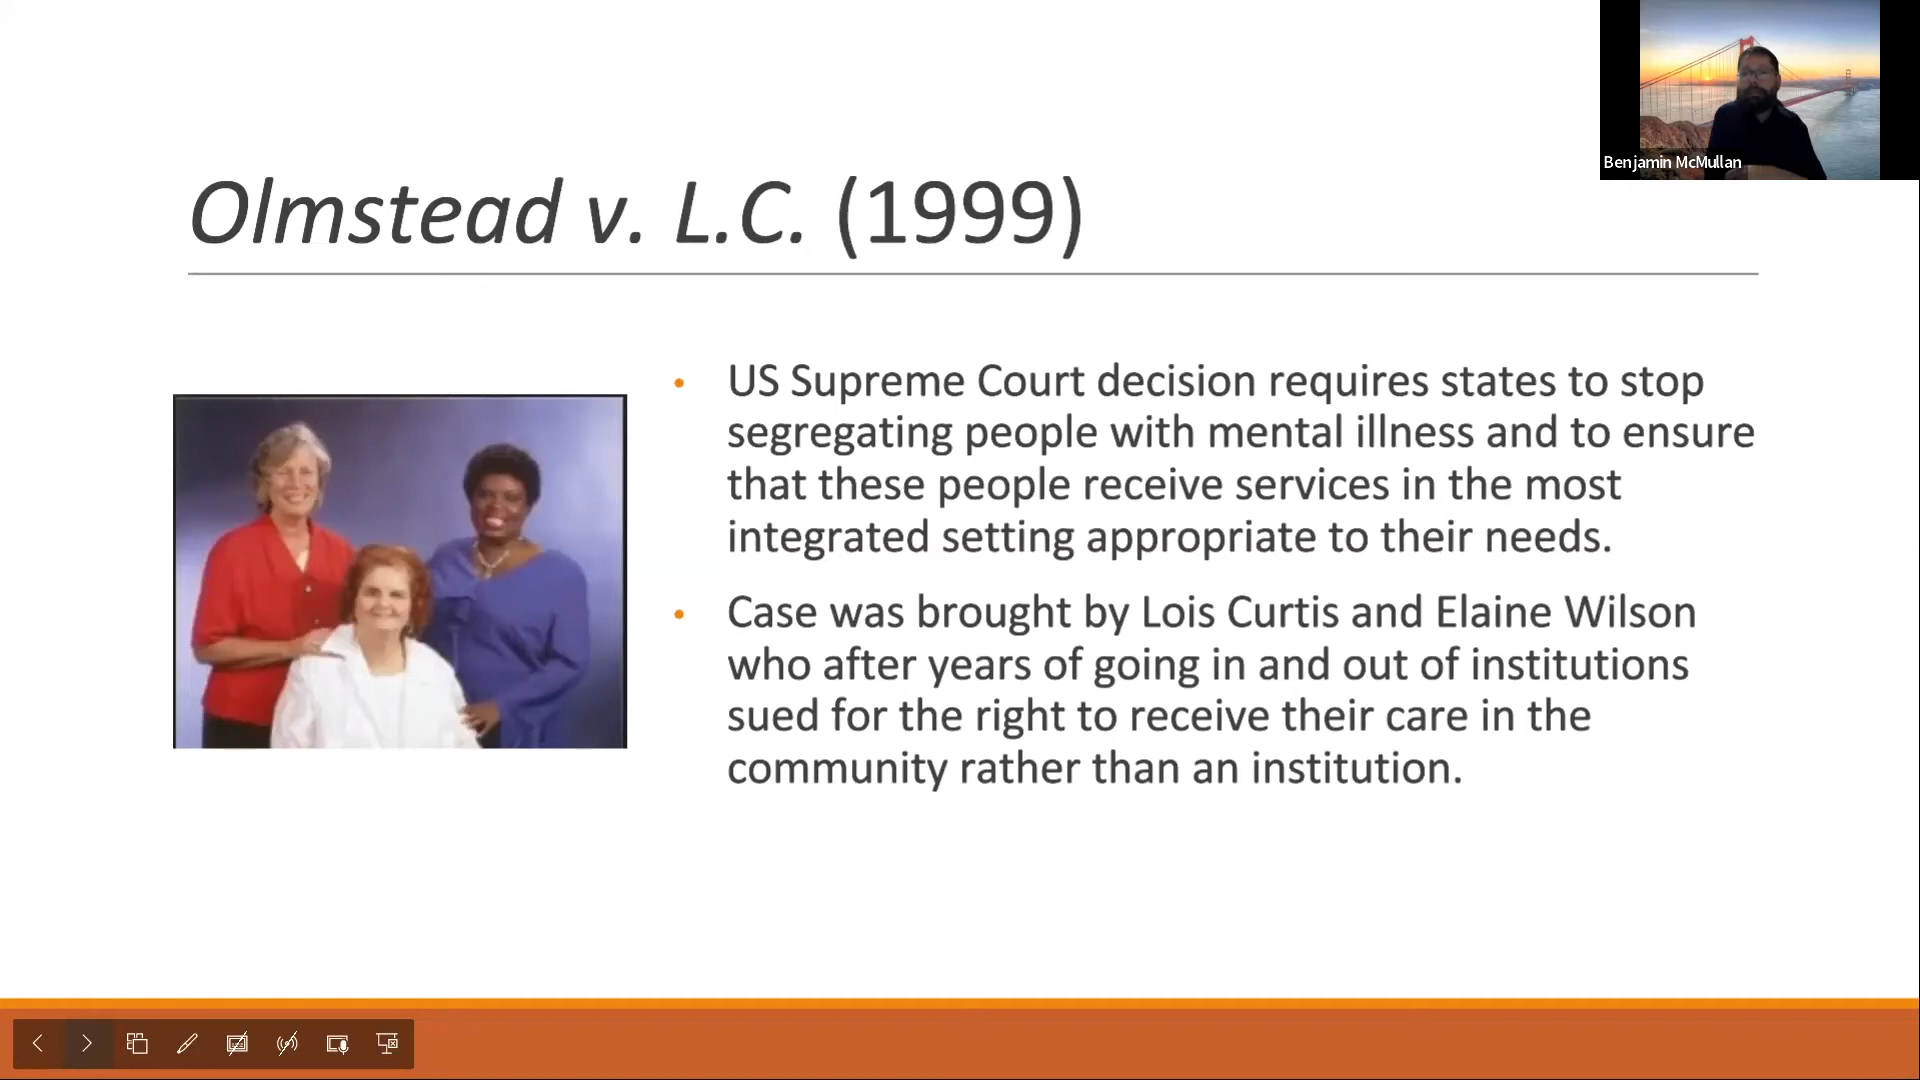 Benjamin McMullan
Olmstead v. L.C. (1999)
• US Supreme Court decision requires states to stop
segregating people with mental illness and to ensure
that these people receive services in the most
integrated setting appropriate to their needs.
• Case was brought by Lois Curtis and Elaine Wilson
who after years of going in and out of institutions
sued for the right to receive their care in the
community rather than an institution.